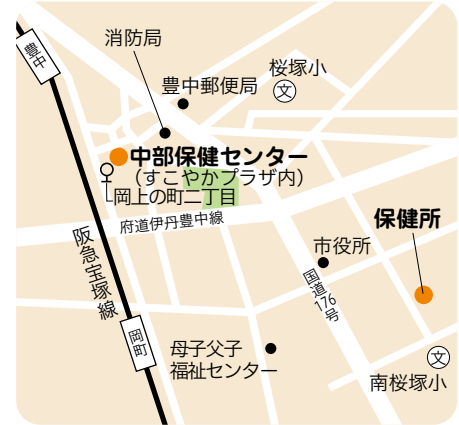 消防局
豊中
豊中郵便局
桜塚小
文
中部保健センター
（すこやかプラザ内）
岡上の町二丁目
府道伊丹豊中線
保健所
阪急宝塚線
市役所
国道176号
岡町
母子父子
福祉センター
文
南桜塚小